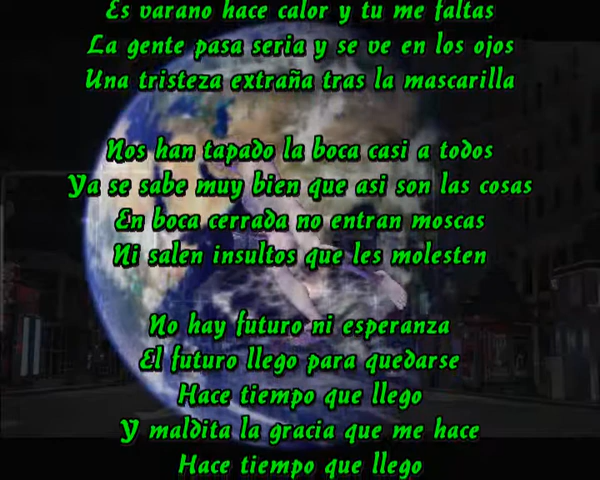 Es varano hace calor y tu me faltas
La gente pasa seria y se ve en los ojos
Una tristeza extraña tras la mascarilla
Nos han tapado la boca casi a todos
Ya se sabe muy bien que asi son las cosas
En boca cerrada no entran moscas
Ni salen insultos que les molesten
No hay futuro ni esperanza
El futuro llego para quedarse
Hace tiempo que llego
Y maldita la gracia que me hace
Hace tiempo que llego